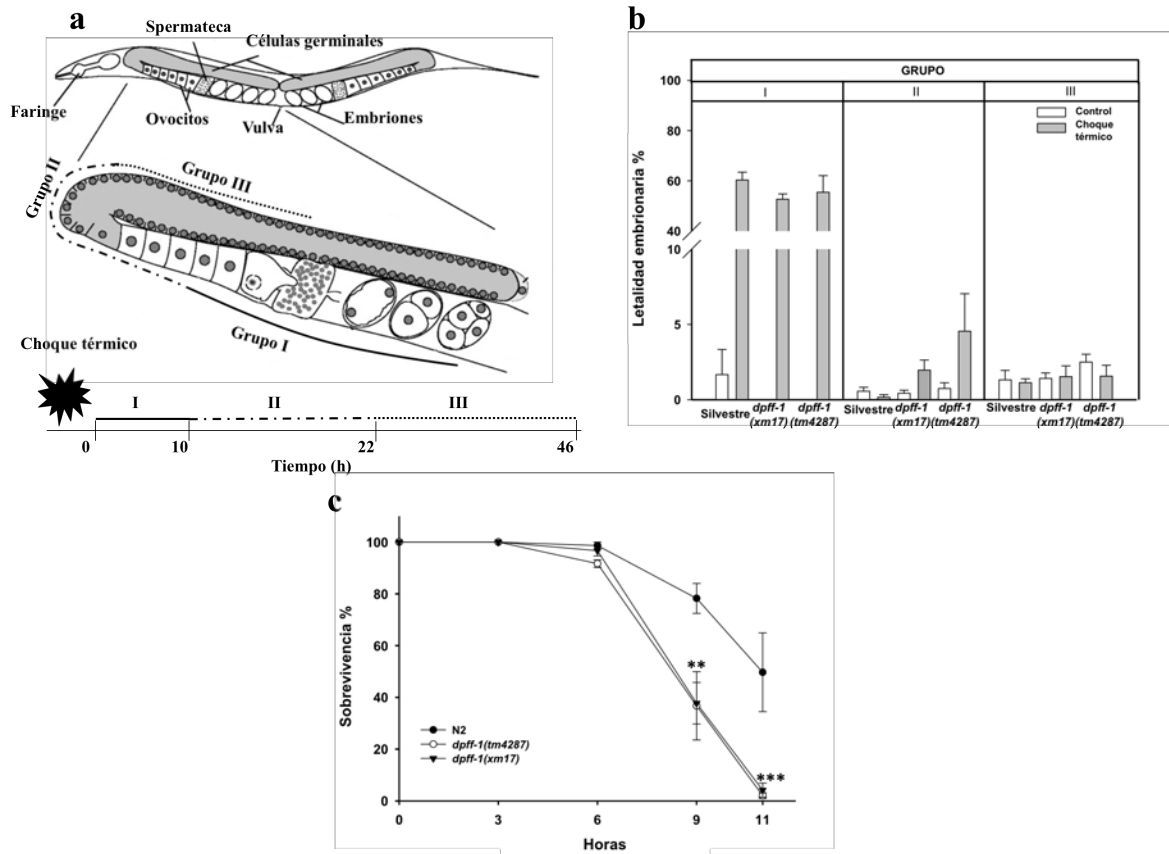 a
Spermateca
Células germinales
Faringe
Ovocitos
Vulva
Embriones
Grupo II
Grupo III
Grupo I
Choque térmico
I II III
0 10 22 46
Tiempo (h)
b
GRUPO
I II III
Control
Choque
térmico
Letalidad embrionaria %
100
80
60
40
10
5
0
Silvestre dpff-1 dpff-1 Silvestre dpff-1 dpff-1 Silvestre dpff-1 dpff-1
(xm17)(tm4287) (xm17)(tm4287) (xm17)(tm4287)
c
Sobrevivencia %
100
80
60
40
20
0
**
***
N2
dpff-1(tm4287)
dpff-1(xm17)
0 3 6 9 11
Horas